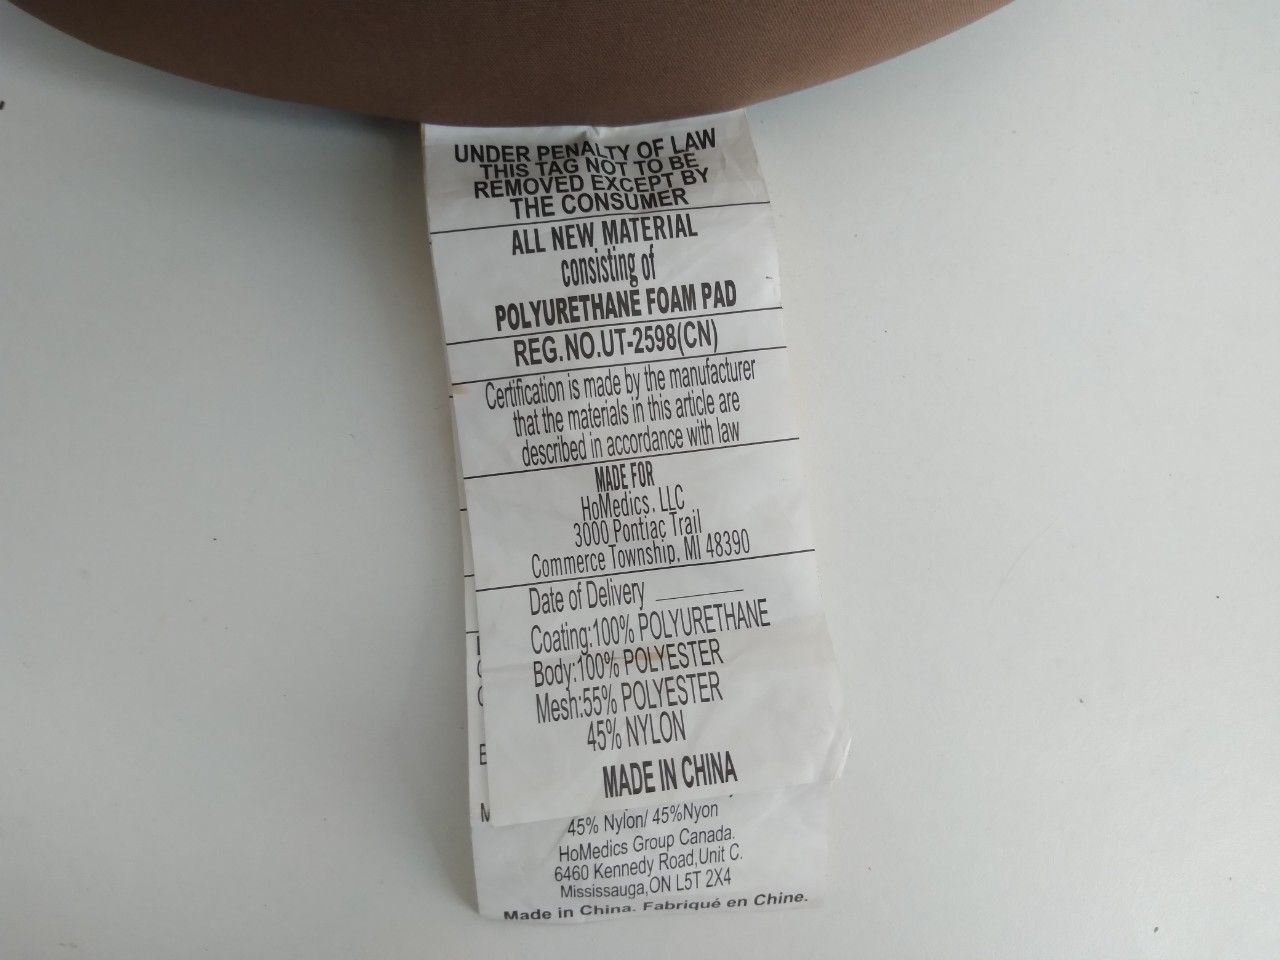 UNDER PENALTY OF LAW
THIS TAG NOT TO BE
REMOVED EXCEPT BY
THE CONSUMER
ALL NEW MATERIAL
consisting of
POLYURETHANE FOAM PAD
REG.NO.UT-2598(CN)
Certification is made by the manufacturer
that the materials in this article are
described in accordance with law
MADE FOR
HoMedics. LLC
3000 Pontiac Trail
Commerce Township, MI 48390
Date of Delivery
Coating:100% POLYURETHANE
Body:100% POLYESTER
Mesh:55% POLYESTER
45% NYLON
MADE IN CHINA
45% Nylon/ 45%Nyon
HoMedics Group Canada.
6460 Kennedy Road,Unit C.
Mississauga,ON L5T 2X4
Made in China. Fabriqué en Chine.